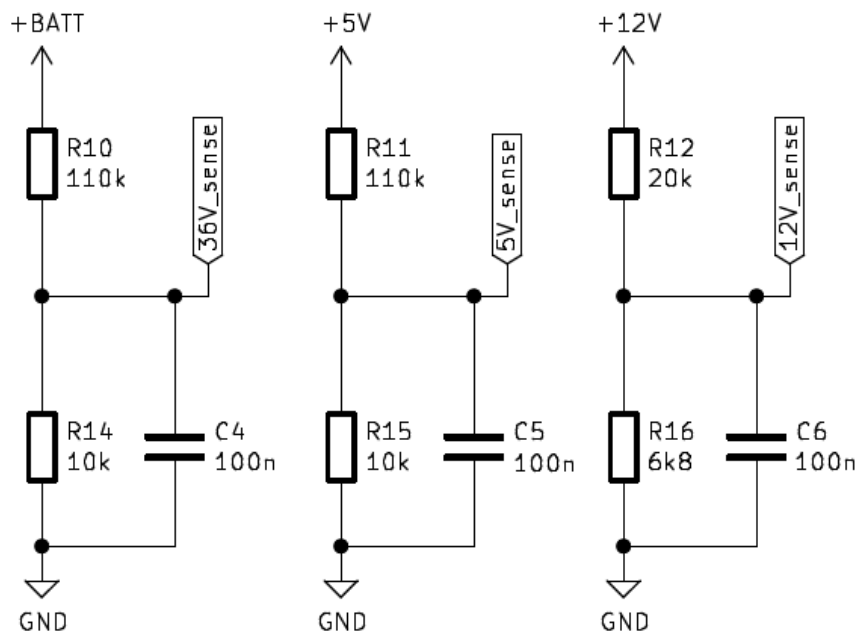 +BATT
+5V
+12V
R10
110k
36V_sense
R11
110k
5V_sense
R12
20k
12V_sense
R14
10k
C4
100n
R15
10k
C5
100n
R16
6k8
C6
100n
GND
GND
GND